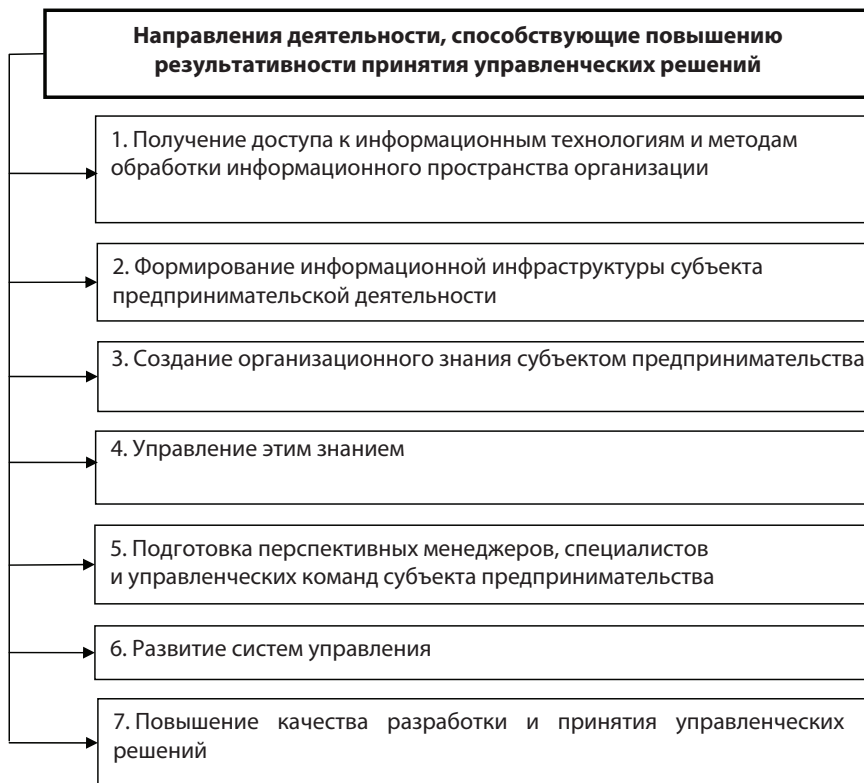 Направления деятельности, способствующие повышению
результативности принятия управленческих решений
1. Получение доступа к информационным технологиям и методам
обработки информационного пространства организации
2. Формирование информационной инфраструктуры субъекта
предпринимательской деятельности
3. Создание организационного знания субъектом предпринимательства
4. Управление этим знанием
5. Подготовка перспективных менеджеров, специалистов
и управленческих команд субъекта предпринимательства
6. Развитие систем управления
7. Повышение качества разработки и принятия управленческих
решений